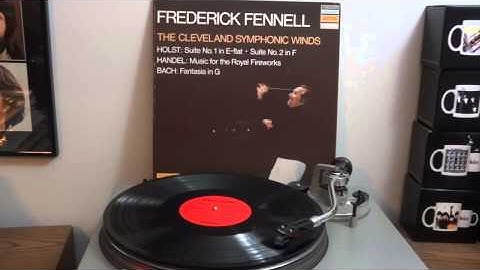 FREDERICK FENNELL
THE CLEVELAND SYMPHONIC WINDS
HOLST: Suite No.1 in E-flat • Suite No.2 in F
HANDEL: Music for the Royal Fireworks
BACH: Fantasia in G